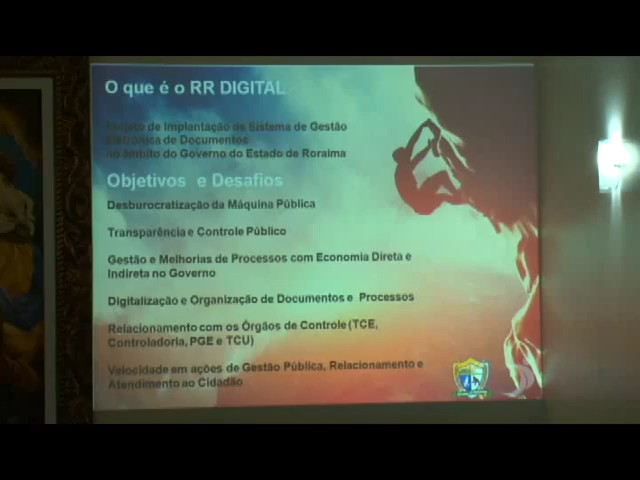 O que é o RR DIGITAL
Projeto de Implantação de Sistema de Gestão
Eletrônica de Documentos
no âmbito do Governo do Estado de Roraima
Objetivos e Desafios
Desburocratização da Máquina Pública
Transparência e Controle Público
Gestão e Melhorias de Processos com Economia Direta e
Indireta no Governo
Digitalização e Organização de Documentos e Processos
Relacionamento com os Órgãos de Controle (TCE,
Controladoria, PGE e TCU)
Velocidade em ações de Gestão Pública, Relacionamento e
Atendimento ao Cidadão